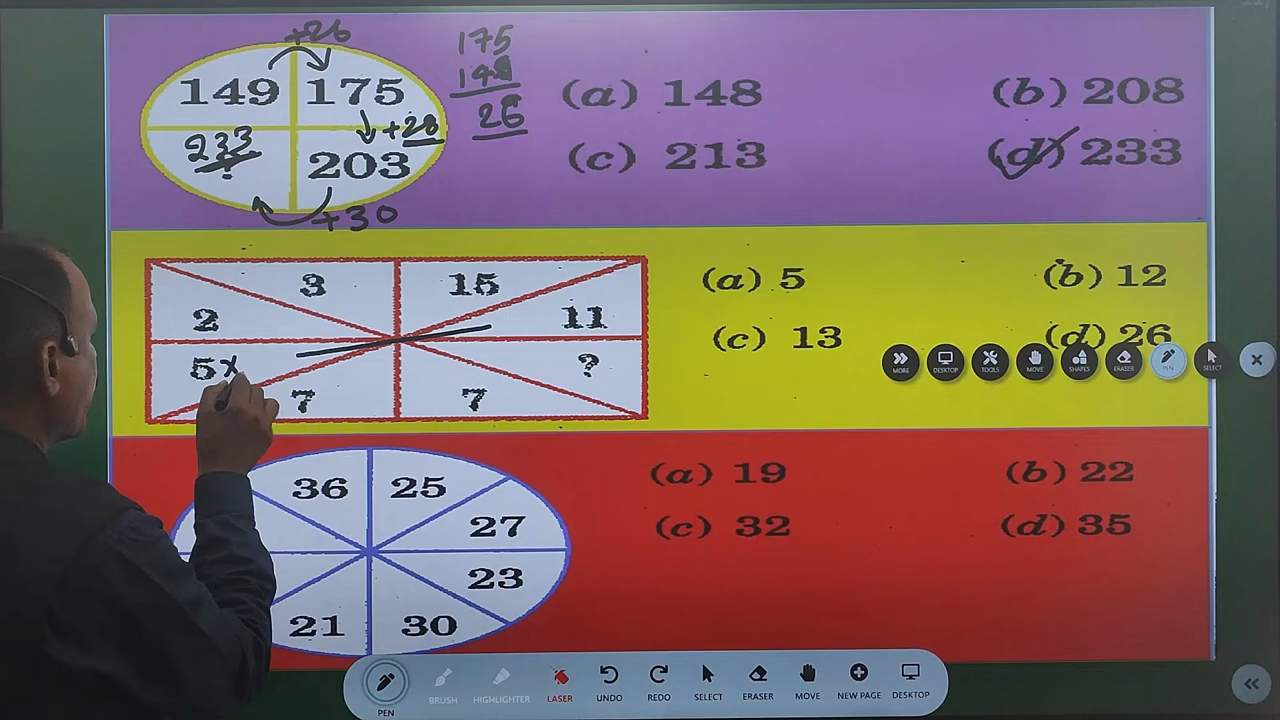 +26
149 175
+28
233 203
?
+30
175
149
26
(a) 148 (b) 208
(c) 213 (d) 233
3 15
2 11
5x ?
7 7
(a) 5 (b) 12
(c) 13 (d) 26
MORE DESKTOP TOOLS MOVE SHAPES ERASER PEN SELECT
36 25
27
23
21 30
(a) 19 (b) 22
(c) 32 (d) 35
PEN BRUSH HIGHLIGHTER LASER UNDO REDO SELECT ERASER MOVE NEW PAGE DESKTOP